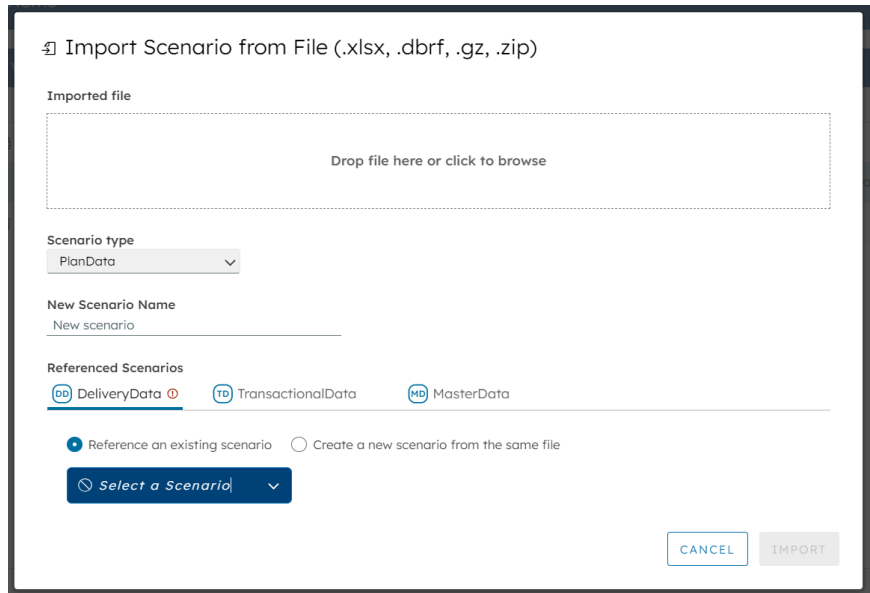 Import Scenario from File (.xlsx, .dbrf, .gz, .zip)
Imported file
Drop file here or click to browse
Scenario type
PlanData
New Scenario Name
New scenario
Referenced Scenarios
DD DeliveryData TD TransactionalData MD MasterData
Reference an existing scenario Create a new scenario from the same file
Select a Scenario
CANCEL IMPORT